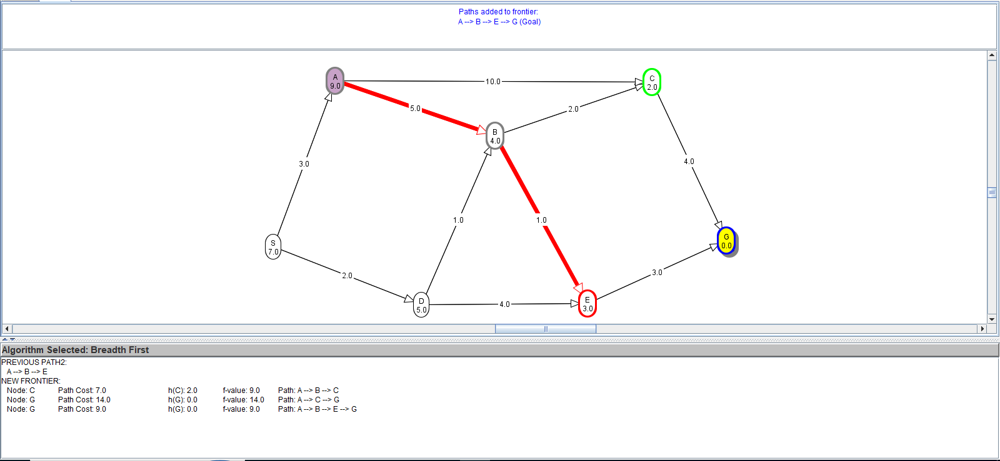 Paths added to frontier:
A --> B --> E --> G (Goal)
A
9.0
10.0
C
2.0
5.0
2.0
B
4.0
3.0
4.0
1.0
1.0
S
7.0
G
0.0
2.0
3.0
D
5.0
4.0
E
3.0
Algorithm Selected: Breadth First
PREVIOUS PATH2:
A --> B --> E
NEW FRONTIER:
Node: C Path Cost: 7.0 h(C): 2.0 f-value: 9.0 Path: A --> B --> C
Node: G Path Cost: 14.0 h(G): 0.0 f-value: 14.0 Path: A --> C --> G
Node: G Path Cost: 9.0 h(G): 0.0 f-value: 9.0 Path: A --> B --> E --> G